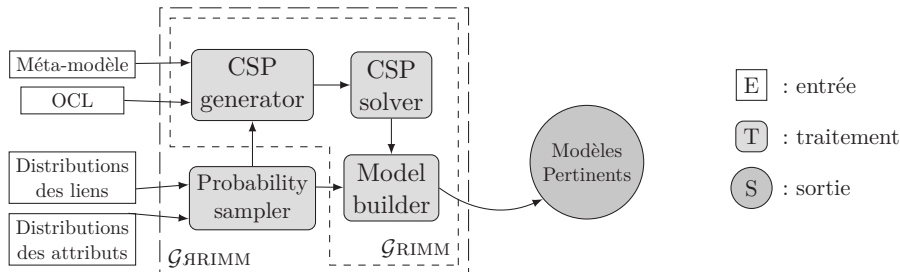 Méta-modèle
OCL
Distributions
des liens
Distributions
des attributs
CSP
generator
CSP
solver
Probability
sampler
Model
builder
GЯRIMM
GRIMM
Modèles
Pertinents
E : entrée
T : traitement
S : sortie